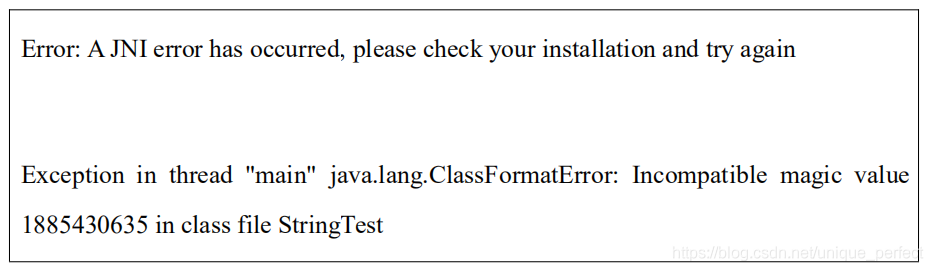 Error: A JNI error has occurred, please check your installation and try again
Exception in thread "main" java.lang.ClassFormatError: Incompatible magic value
1885430635 in class file StringTest
https://blog.csdn.net/unique_perfect